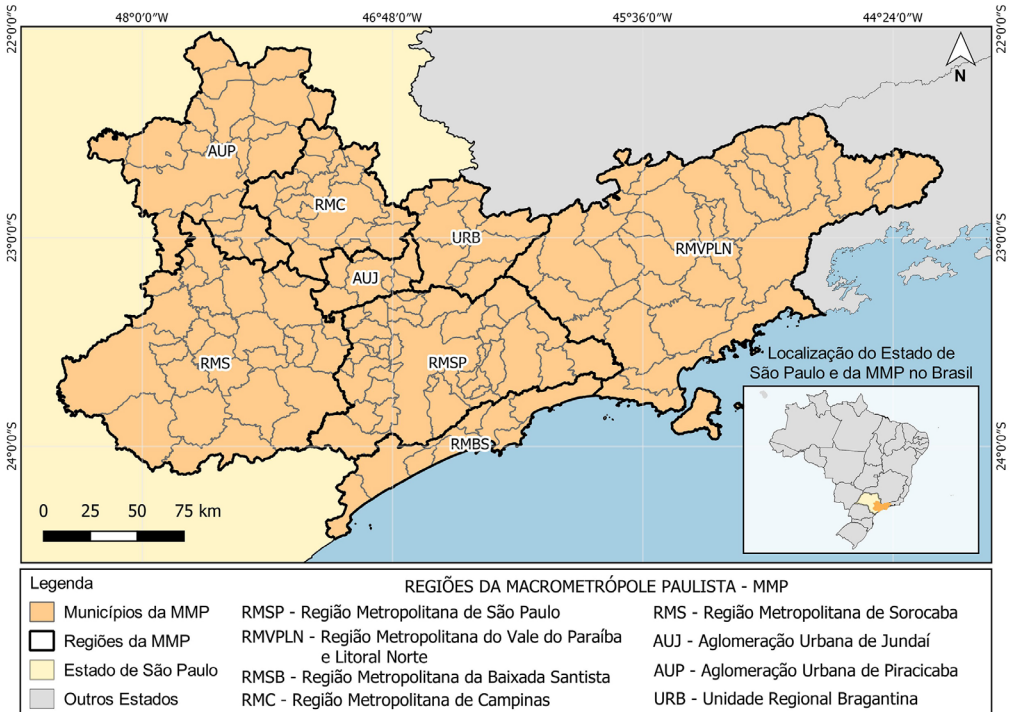 48°0'0"W 46°48'0"W 45°36'0"W 44°24'0"W
22°0'0"S 22°0'0"S
N
AUP
RMC
URB
RMVPLN
23°0'0"S 23°0'0"S
AUJ
RMS
RMSP
RMBS
24°0'0"S 24°0'0"S
Localização do Estado de
São Paulo e da MMP no Brasil
0 25 50 75 km
Legenda
Municípios da MMP
Regiões da MMP
Estado de São Paulo
Outros Estados
REGIÕES DA MACROMETRÓPOLE PAULISTA - MMP
RMSP - Região Metropolitana de São Paulo
RMVPLN - Região Metropolitana do Vale do Paraíba
e Litoral Norte
RMSB - Região Metropolitana da Baixada Santista
RMC - Região Metropolitana de Campinas
RMS - Região Metropolitana de Sorocaba
AUJ - Aglomeração Urbana de Jundaí
AUP - Aglomeração Urbana de Piracicaba
URB - Unidade Regional Bragantina